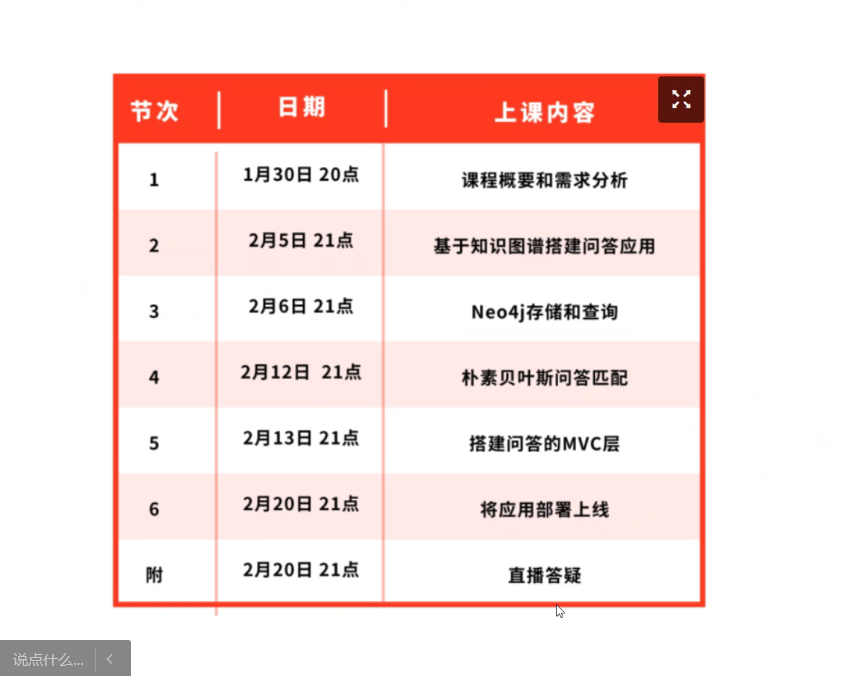 节次 日期 上课内容
1 1月30日 20点 课程概要和需求分析
2 2月5日 21点 基于知识图谱搭建问答应用
3 2月6日 21点 Neo4j存储和查询
4 2月12日 21点 朴素贝叶斯问答匹配
5 2月13日 21点 搭建问答的MVC层
6 2月20日 21点 将应用部署上线
附 2月20日 21点 直播答疑
说点什么...